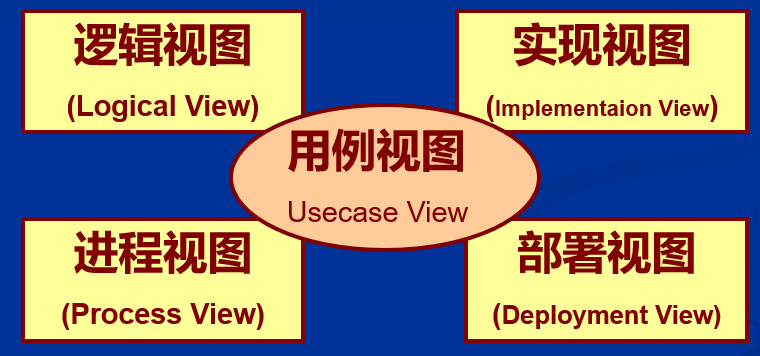 逻辑视图
(Logical View)
实现视图
(Implementaion View)
用例视图
Usecase View
进程视图
(Process View)
部署视图
(Deployment View)